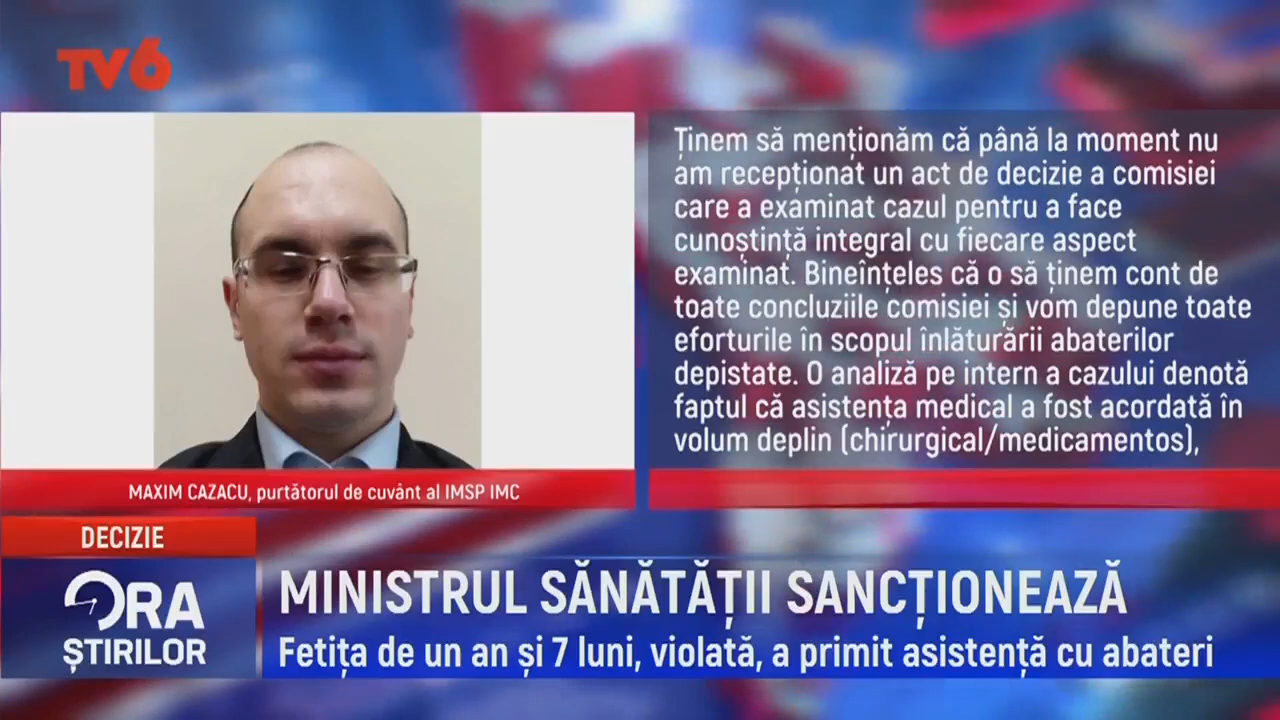 TV6
Ținem să menționăm că până la moment nu
am recepționat un act de decizie a comisiei
care a examinat cazul pentru a face
cunoștință integral cu fiecare aspect
examinat. Bineînțeles că o să ținem cont de
toate concluziile comisiei și vom depune toate
eforturile în scopul înlăturării abaterilor
depistate. O analiză pe intern a cazului denotă
faptul că asistența medical a fost acordată în
volum deplin (chirurgical/medicamentos),
MAXIM CAZACU, purtătorul de cuvânt al IMSP IMC
DECIZIE
ORA
ȘTIRILOR
MINISTRUL SĂNĂTĂȚII SANCȚIONEAZĂ
Fetița de un an și 7 luni, violată, a primit asistență cu abateri